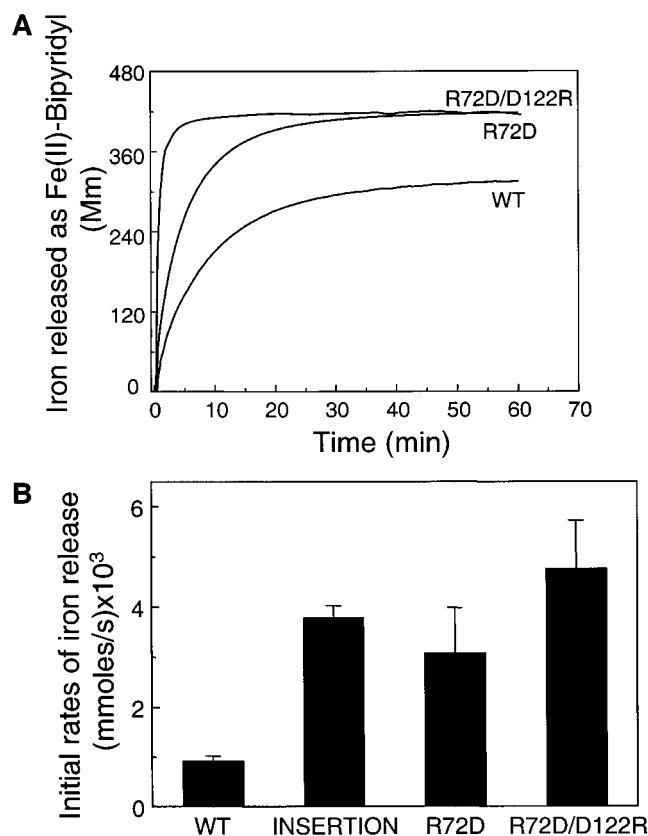 A
Iron released as Fe(II)-Bipyridyl
(Mm)
480
360
240
120
0
R72D/D122R
R72D
WT
0 10 20 30 40 50 60 70
Time (min)
B
Initial rates of iron release
(mmoles/s)x10³
6
4
2
0
WT INSERTION R72D R72D/D122R